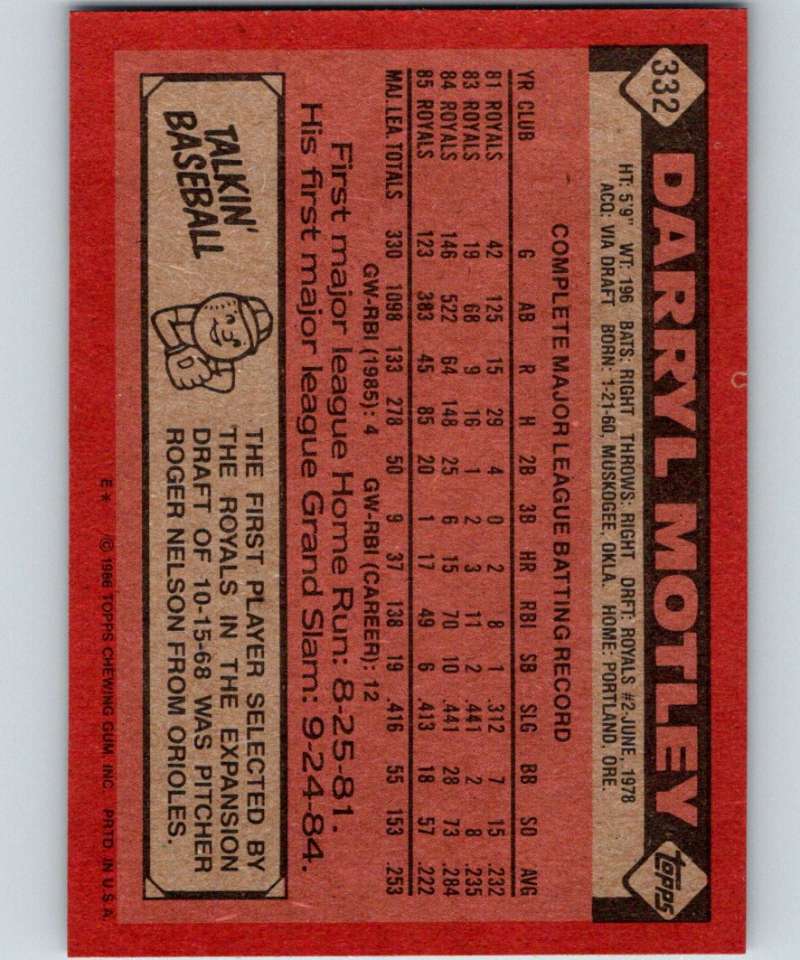 332 DARRYL MOTLEY topps
HT: 5'9" WT: 196 BATS: RIGHT THROWS: RIGHT DRFT: ROYALS #2-JUNE, 1978
ACQ: VIA DRAFT BORN: 1-21-60, MUSKOGEE, OKLA. HOME: PORTLAND, ORE.
COMPLETE MAJOR LEAGUE BATTING RECORD
YR CLUB G AB R H 2B 3B HR RBI SB SLG BB SO AVG
81 ROYALS 42 125 15 29 4 0 2 8 1 .312 7 15 .232
83 ROYALS 19 68 9 16 1 2 3 11 2 .441 2 8 .235
84 ROYALS 146 522 64 148 25 6 15 70 10 .441 28 73 .284
85 ROYALS 123 383 45 85 20 1 17 49 6 .413 18 57 .222
MAJ. LEA. TOTALS 330 1098 133 278 50 9 37 138 19 .416 55 153 .253
GW-RBI (1985): 4 GW-RBI (CAREER): 12
First major league Home Run: 8-25-81.
His first major league Grand Slam: 9-24-84.
TALKIN'
BASEBALL
THE FIRST PLAYER SELECTED BY
THE ROYALS IN THE EXPANSION
DRAFT OF 10-15-68 WAS PITCHER
ROGER NELSON FROM ORIOLES.
E* © 1986 TOPPS CHEWING GUM, INC. PRTD. IN U.S.A.